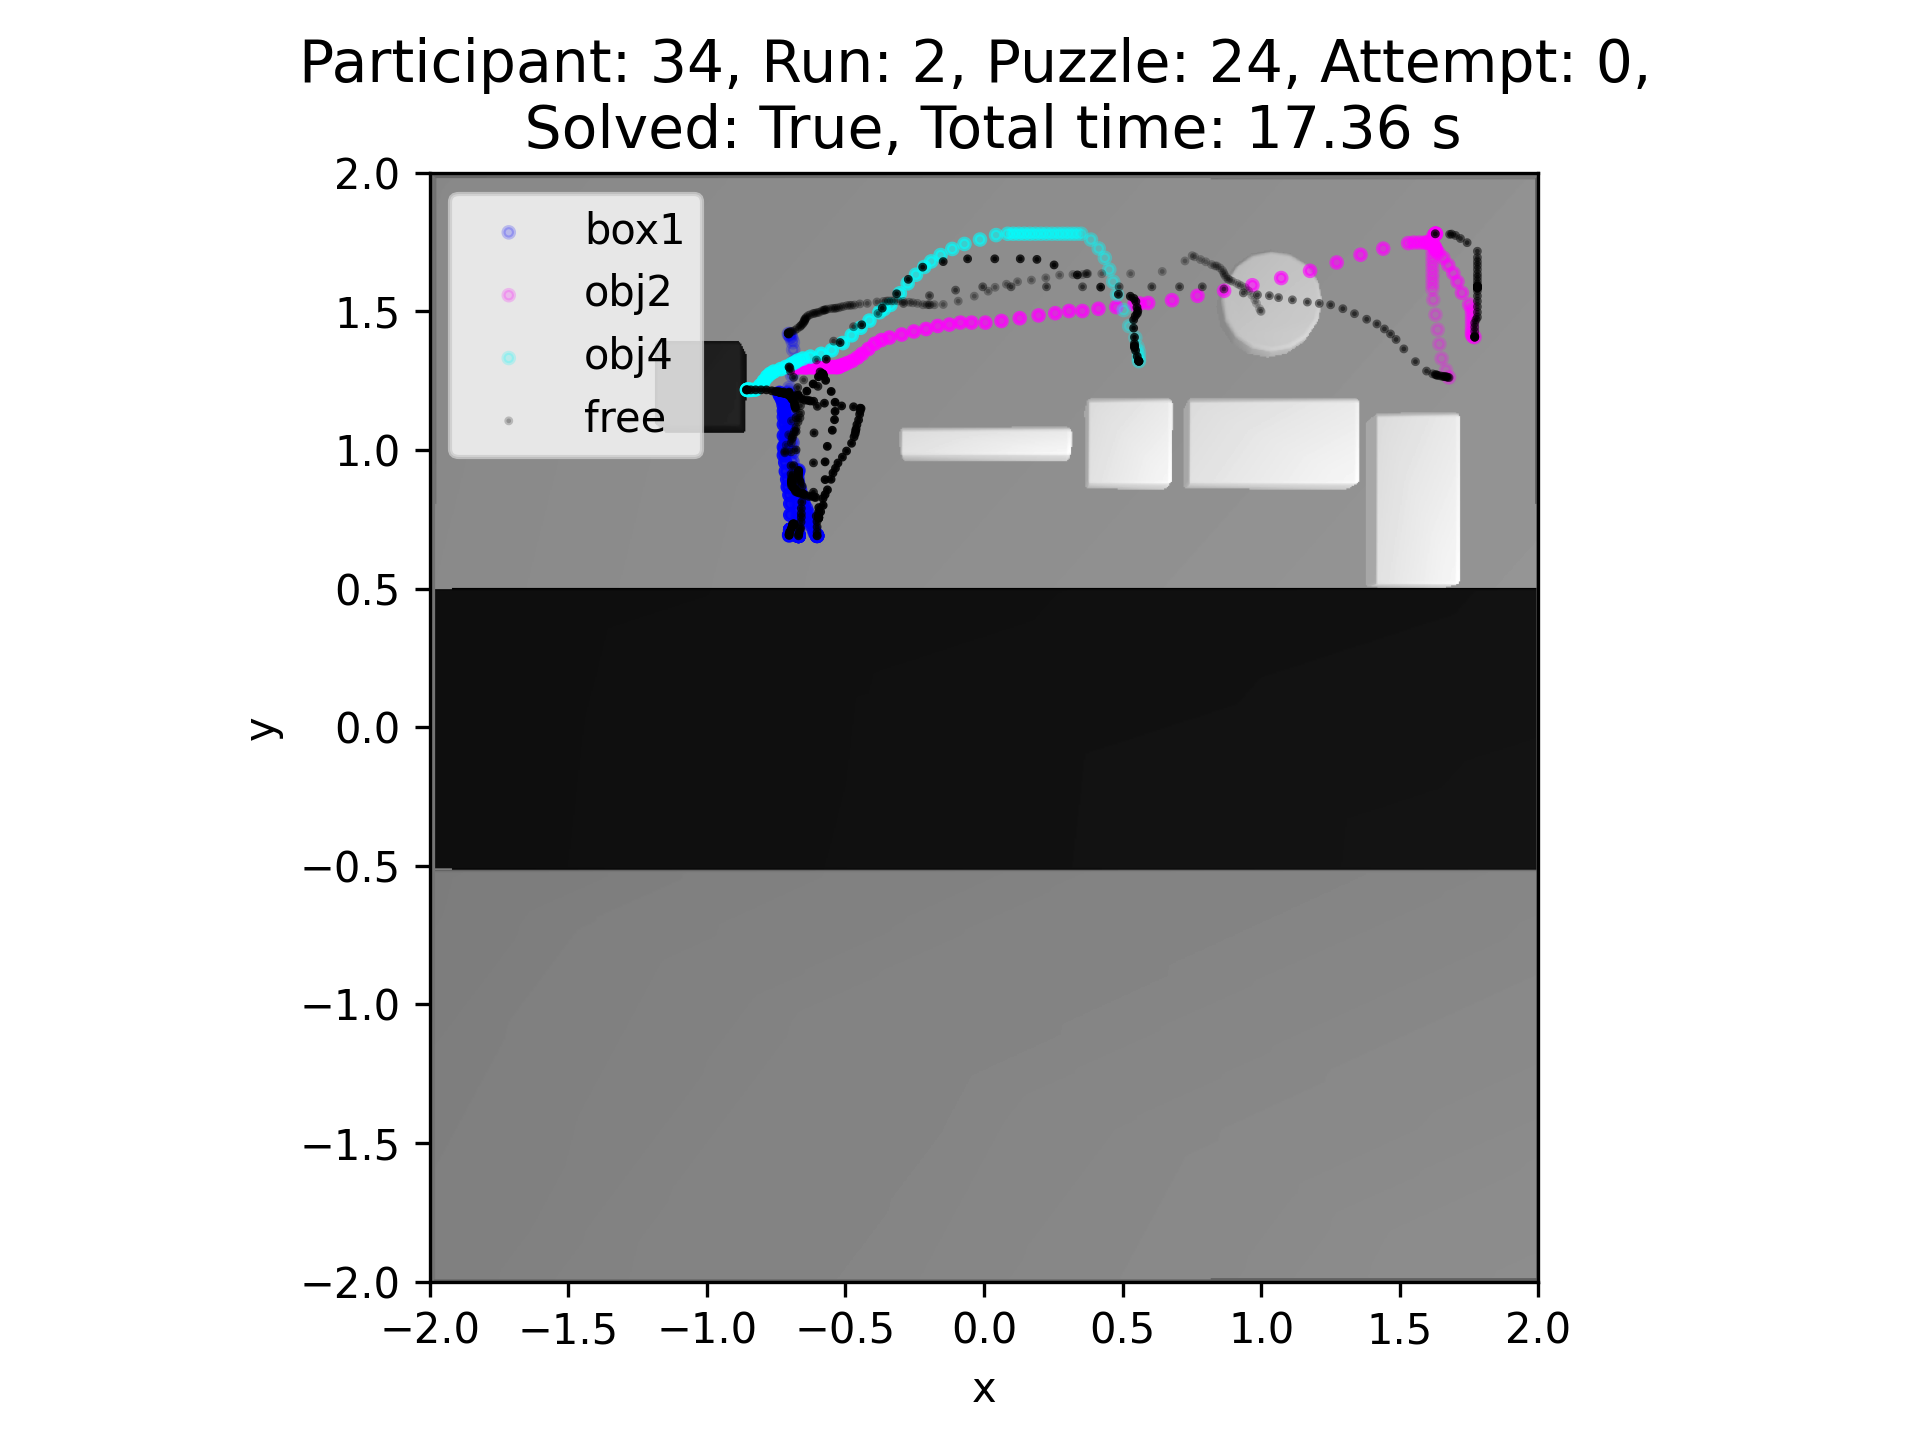 Participant: 34, Run: 2, Puzzle: 24, Attempt: 0,
Solved: True, Total time: 17.36 s
2.0
1.5
1.0
0.5
0.0
−0.5
−1.0
−1.5
−2.0
y
box1
obj2
obj4
free
−2.0 −1.5 −1.0 −0.5 0.0 0.5 1.0 1.5 2.0
x